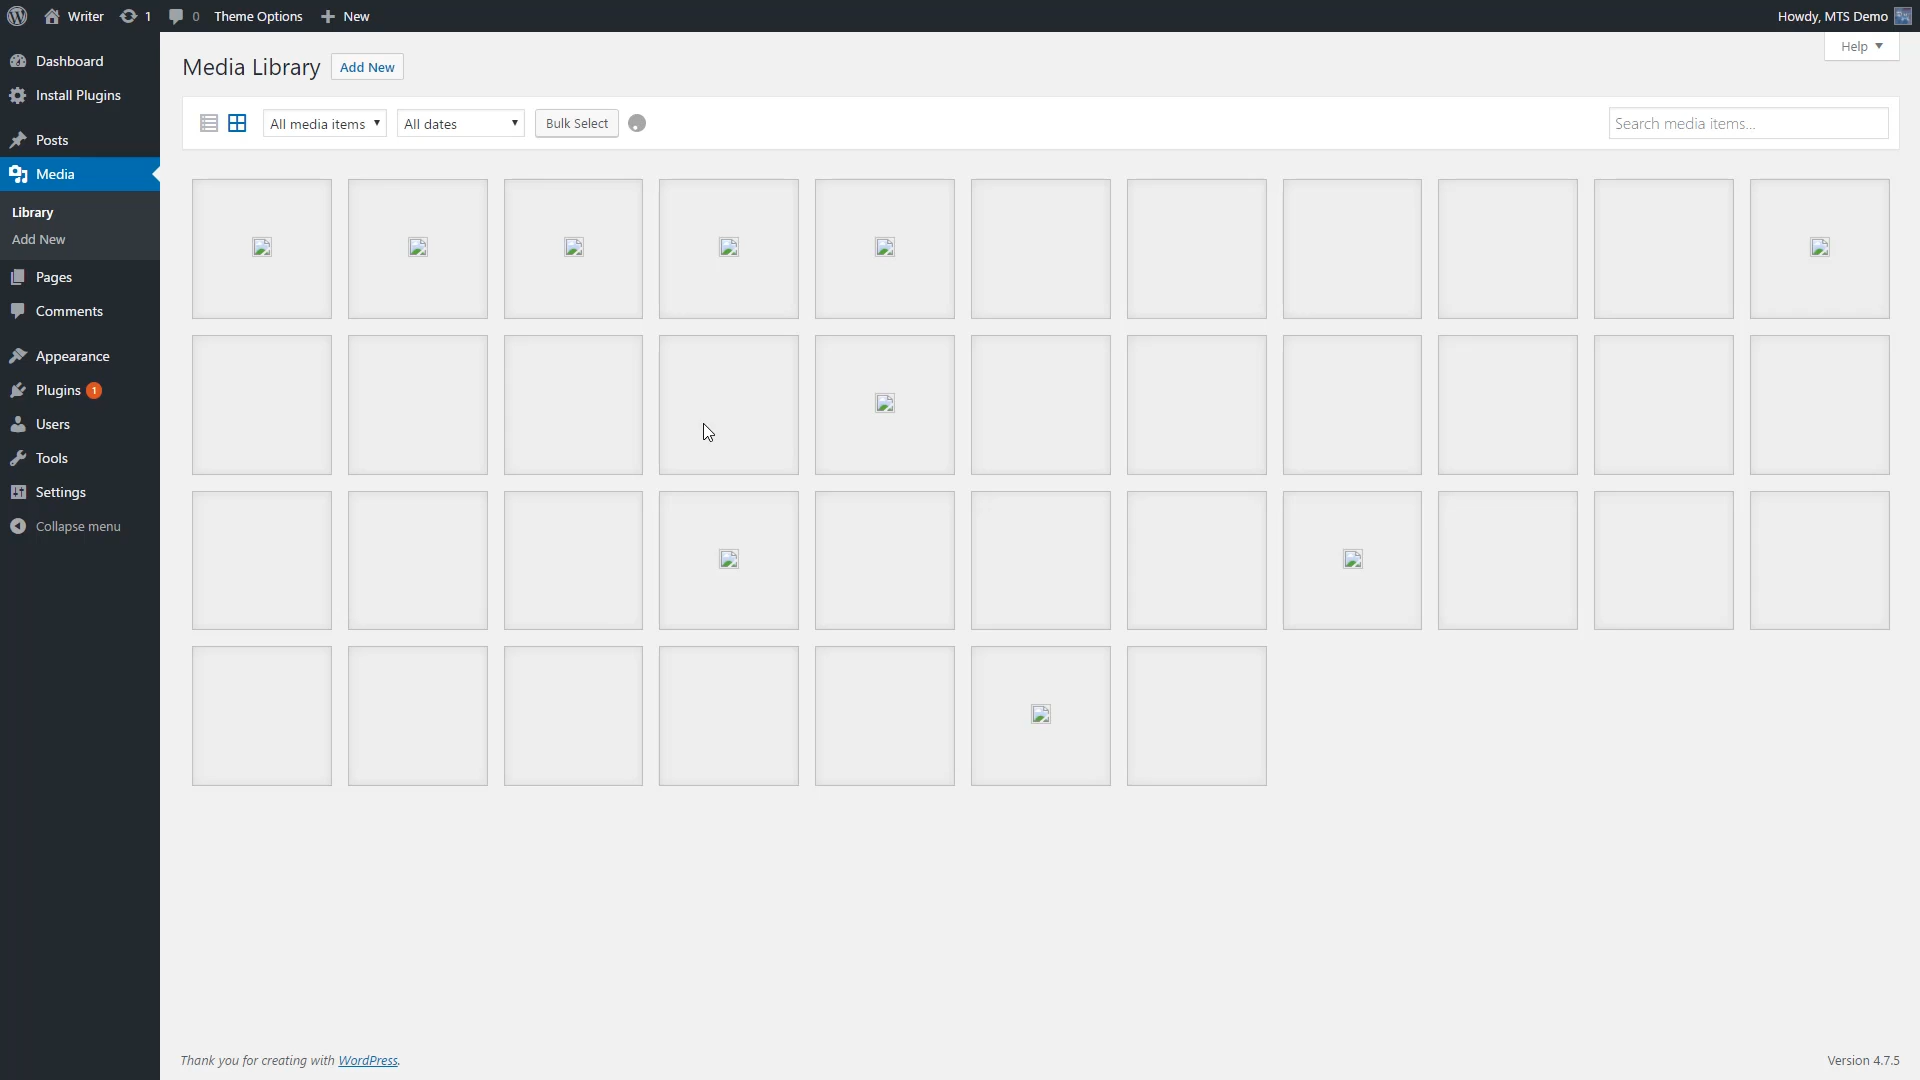 Writer 1 0 Theme Options New Howdy, MTS Demo
Help
Dashboard
Install Plugins
Posts
Media
Library
Add New
Pages
Comments
Appearance
Plugins 1
Users
Tools
Settings
Collapse menu
Media Library Add New
All media items All dates Bulk Select Search media items...
Thank you for creating with WordPress. Version 4.7.5